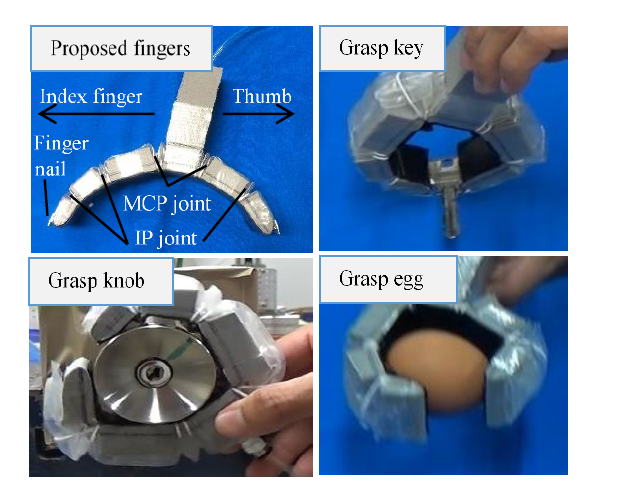 Proposed fingers
Index finger
Thumb
Finger
nail
MCP joint
IP joint
Grasp key
Grasp knob
Grasp egg